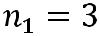 n₁ = 3